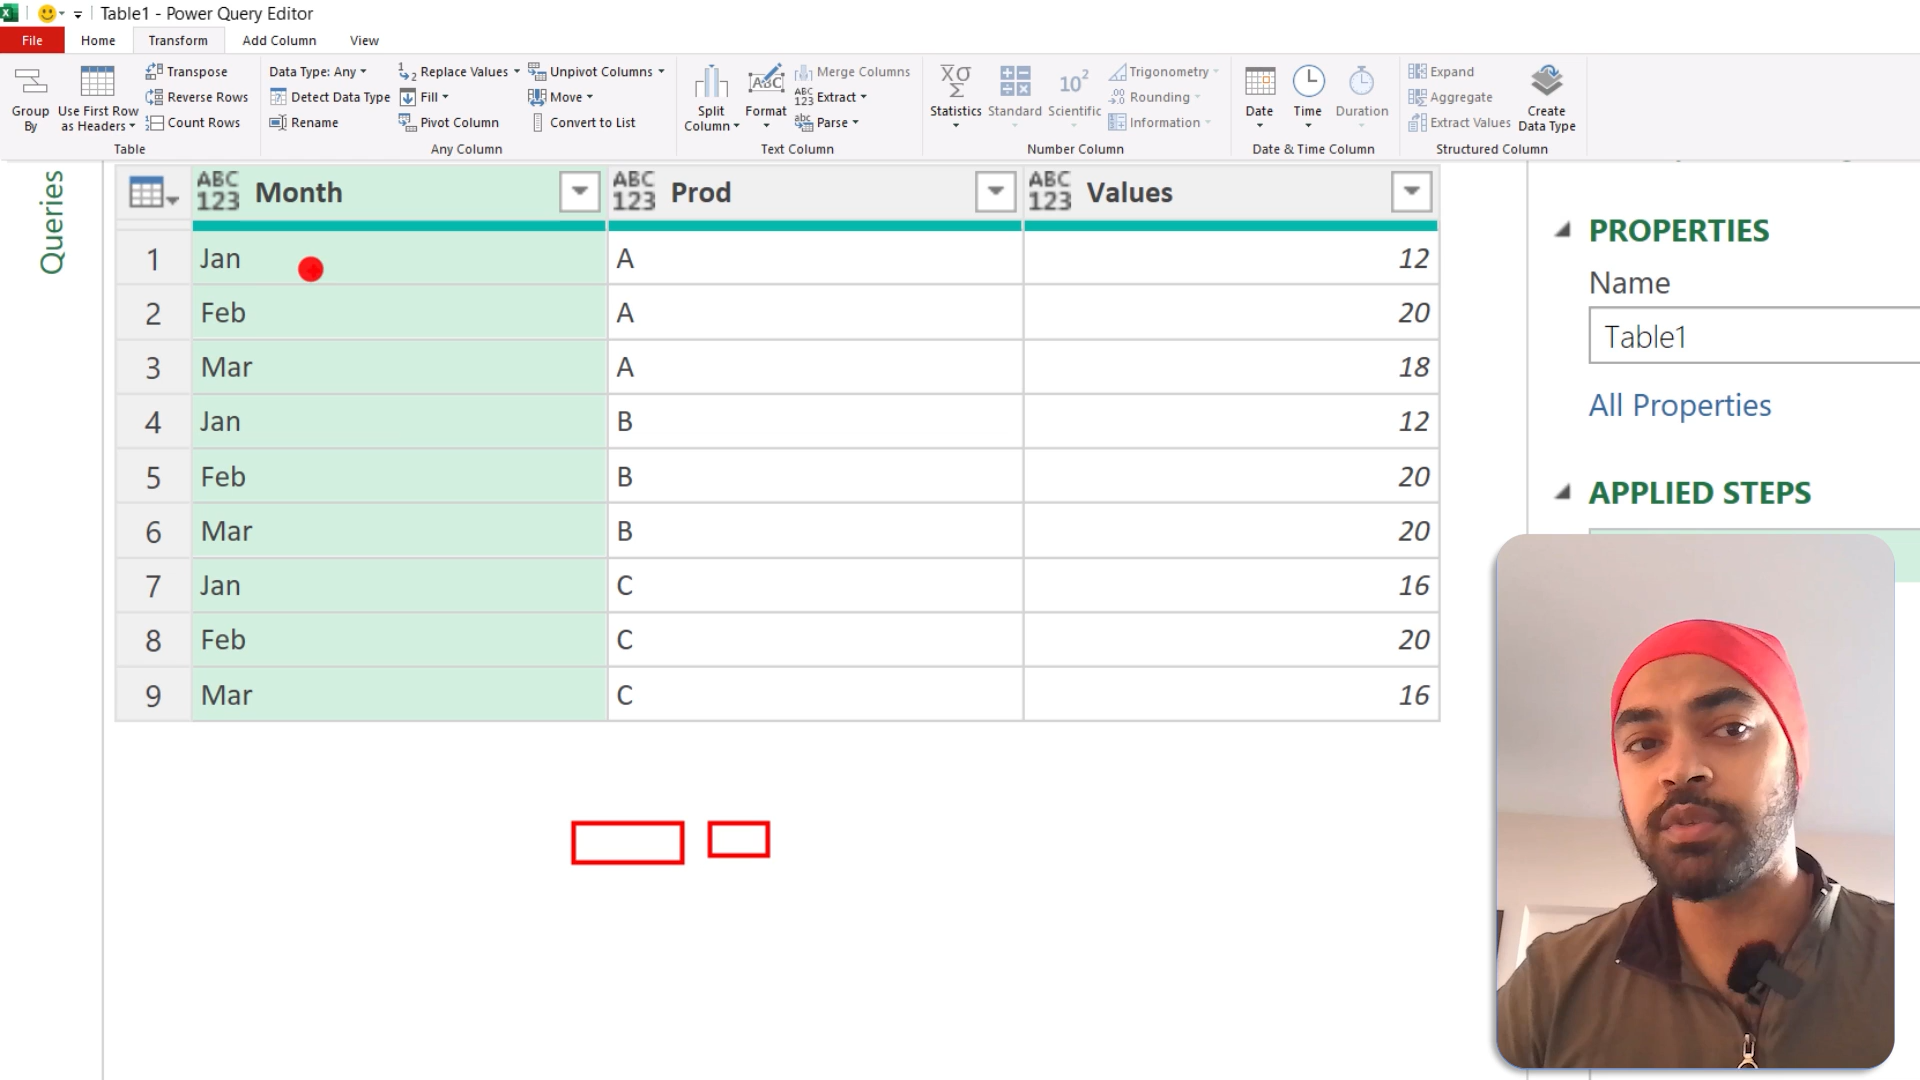 Table1 - Power Query Editor
File Home Transform Add Column View
Group By
Use First Row as Headers
Transpose
Reverse Rows
Count Rows
Table
Data Type: Any
Detect Data Type
Rename
Replace Values
Fill
Pivot Column
Unpivot Columns
Move
Convert to List
Any Column
Split Column
Format
Merge Columns
Extract
Parse
Text Column
Statistics
Standard
Scientific
Trigonometry
Rounding
Information
Number Column
Date
Time
Duration
Date & Time Column
Expand
Aggregate
Extract Values
Create Data Type
Structured Column
Queries
ABC 123 Month ABC 123 Prod ABC 123 Values
1 Jan A 12
2 Feb A 20
3 Mar A 18
4 Jan B 12
5 Feb B 20
6 Mar B 20
7 Jan C 16
8 Feb C 20
9 Mar C 16
PROPERTIES
Name
Table1
All Properties
APPLIED STEPS